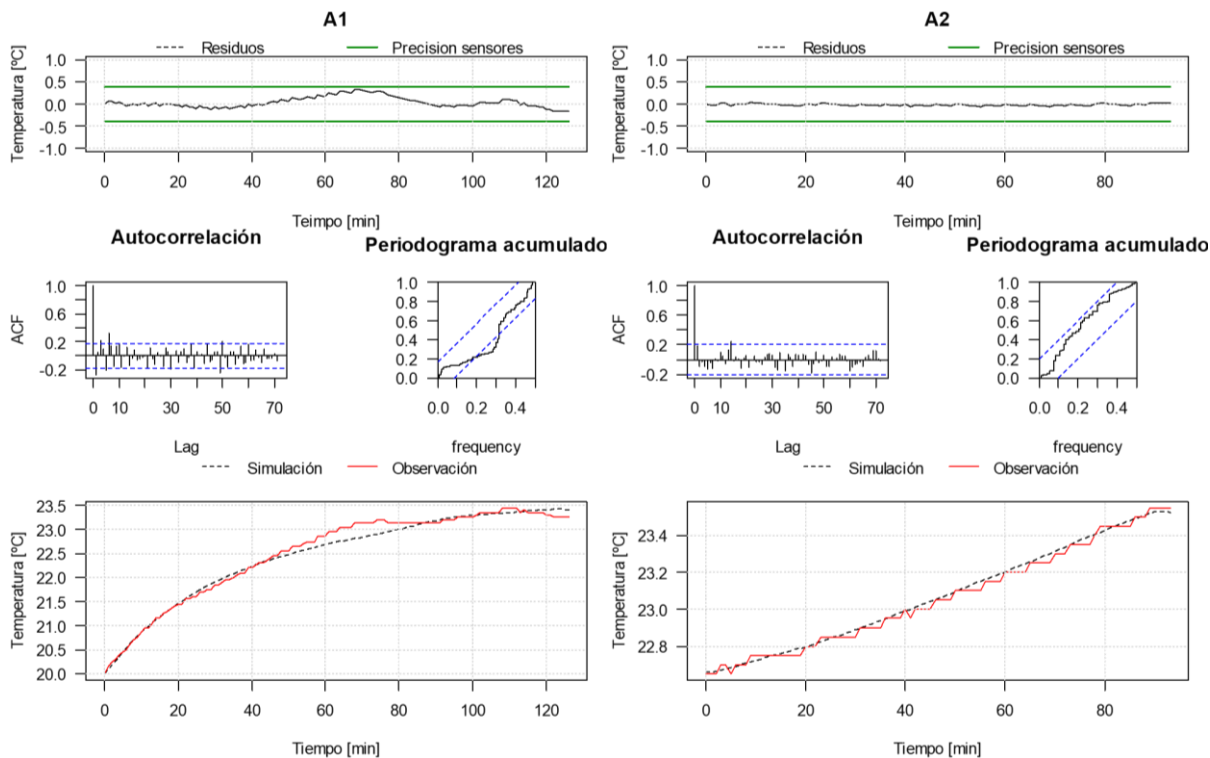 A1
Residuos
Precision sensores
Temperatura [ºC]
1.0
0.5
0.0
-0.5
-1.0
0 20 40 60 80 100 120
Teimpo [min]
Autocorrelación
ACF
1.0
0.6
0.2
-0.2
0 10 30 50 70
Lag
Periodograma acumulado
1.0
0.8
0.6
0.4
0.2
0.0
0.0 0.2 0.4
frequency
Simulación
Observación
Temperatura [ºC]
23.5
23.0
22.5
22.0
21.5
21.0
20.5
20.0
0 20 40 60 80 100 120
Tiempo [min]
A2
Residuos
Precision sensores
Temperatura [ºC]
1.0
0.5
0.0
-0.5
-1.0
0 20 40 60 80
Teimpo [min]
Autocorrelación
ACF
1.0
0.6
0.2
-0.2
0 10 30 50 70
Lag
Periodograma acumulado
1.0
0.8
0.6
0.4
0.2
0.0
0.0 0.2 0.4
frequency
Simulación
Observación
Temperatura [ºC]
23.4
23.2
23.0
22.8
22.6
0 20 40 60 80
Tiempo [min]